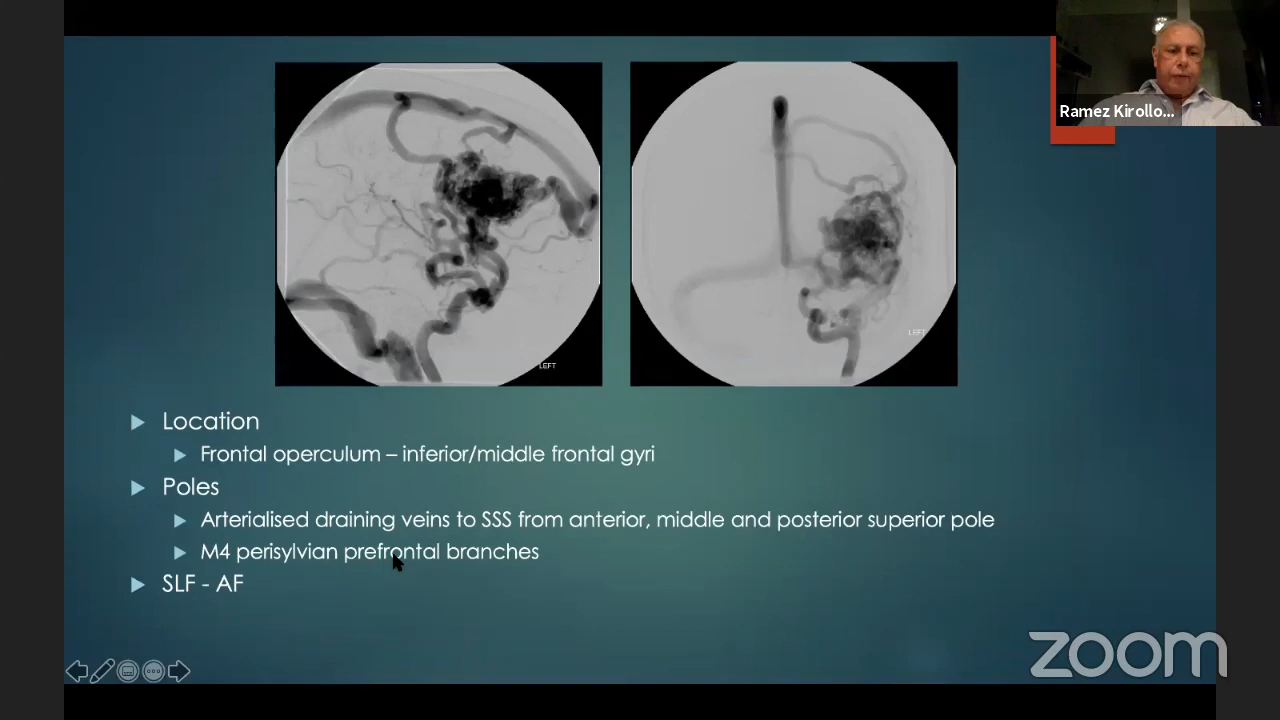 Ramez Kirollo...
LEFT
LEFT
Location
Frontal operculum – inferior/middle frontal gyri
Poles
Arterialised draining veins to SSS from anterior, middle and posterior superior pole
M4 perisylvian prefrontal branches
SLF - AF
zoom